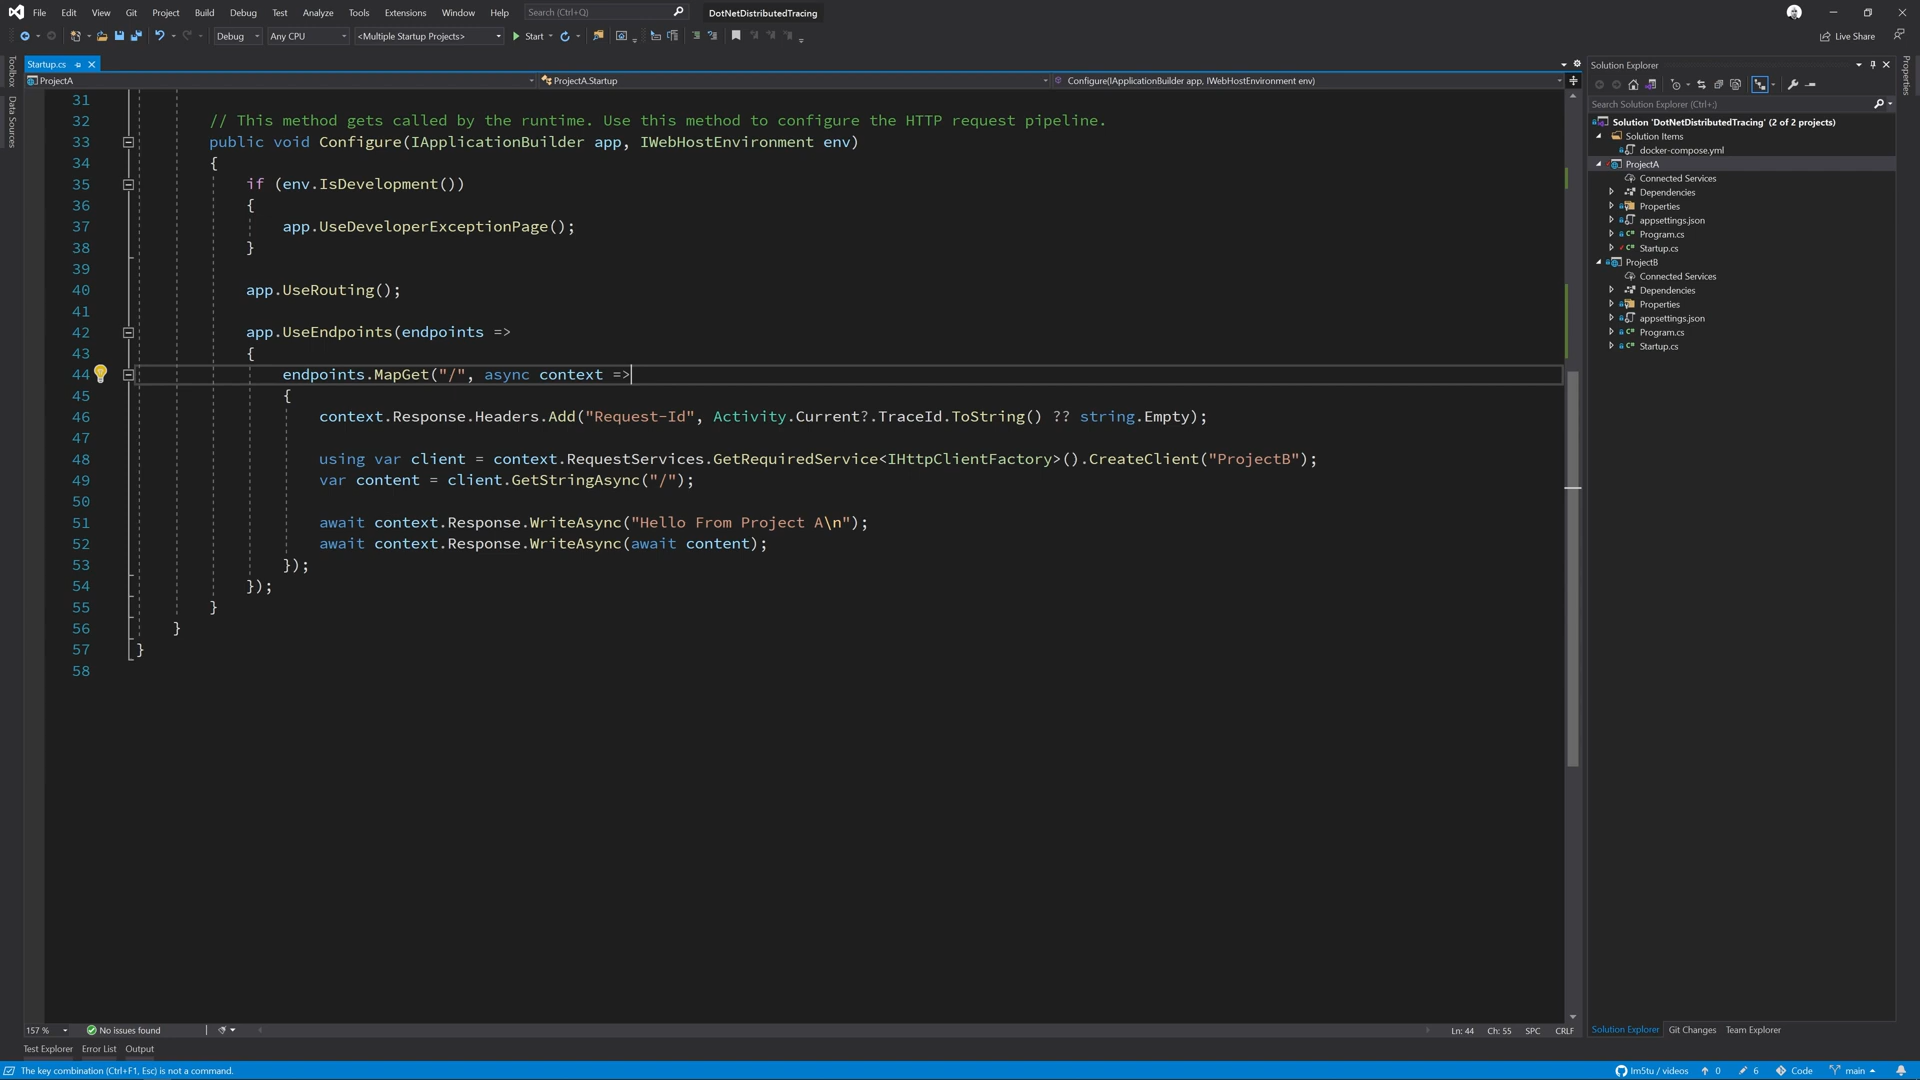 File Edit View Git Project Build Debug Test Analyze Tools Extensions Window Help Search (Ctrl+Q) DotNetDistributedTracing
Debug Any CPU <Multiple Startup Projects> Start Live Share
Startup.cs
ProjectA ProjectA.Startup Configure(IApplicationBuilder app, IWebHostEnvironment env)
Toolbox
Data Sources
31
32 // This method gets called by the runtime. Use this method to configure the HTTP request pipeline.
33 public void Configure(IApplicationBuilder app, IWebHostEnvironment env)
34 {
35 if (env.IsDevelopment())
36 {
37 app.UseDeveloperExceptionPage();
38 }
39
40 app.UseRouting();
41
42 app.UseEndpoints(endpoints =>
43 {
44 endpoints.MapGet("/", async context =>
45 {
46 context.Response.Headers.Add("Request-Id", Activity.Current?.TraceId.ToString() ?? string.Empty);
47
48 using var client = context.RequestServices.GetRequiredService<IHttpClientFactory>().CreateClient("ProjectB");
49 var content = client.GetStringAsync("/");
50
51 await context.Response.WriteAsync("Hello From Project A\n");
52 await context.Response.WriteAsync(await content);
53 });
54 });
55 }
56 }
57 }
58
157 % No issues found Ln: 44 Ch: 55 SPC CRLF
Solution Explorer
Search Solution Explorer (Ctrl+;)
Solution 'DotNetDistributedTracing' (2 of 2 projects)
Solution Items
docker-compose.yml
ProjectA
Connected Services
Dependencies
Properties
appsettings.json
C# Program.cs
C# Startup.cs
ProjectB
Connected Services
Dependencies
Properties
appsettings.json
C# Program.cs
C# Startup.cs
Solution Explorer Git Changes Team Explorer
Properties
Test Explorer Error List Output
The key combination (Ctrl+F1, Esc) is not a command. lm5tu / videos 0 6 Code main